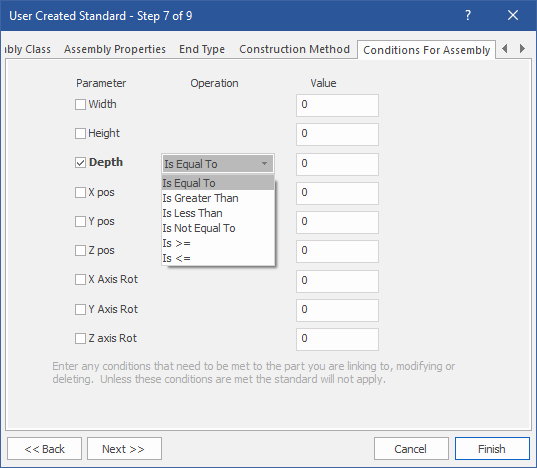 User Created Standard - Step 7 of 9
?
bly Class Assembly Properties End Type Construction Method Conditions For Assembly
Parameter Operation Value
Width 0
Height 0
Depth Is Equal To 0
Is Equal To
X pos Is Greater Than 0
Is Less Than
Y pos Is Not Equal To 0
Is >=
Z pos 0
Is <=
X Axis Rot 0
Y Axis Rot 0
Z axis Rot 0
Enter any conditions that need to be met to the part you are linking to, modifying or
deleting. Unless these conditions are met the standard will not apply.
<< Back Next >> Cancel Finish